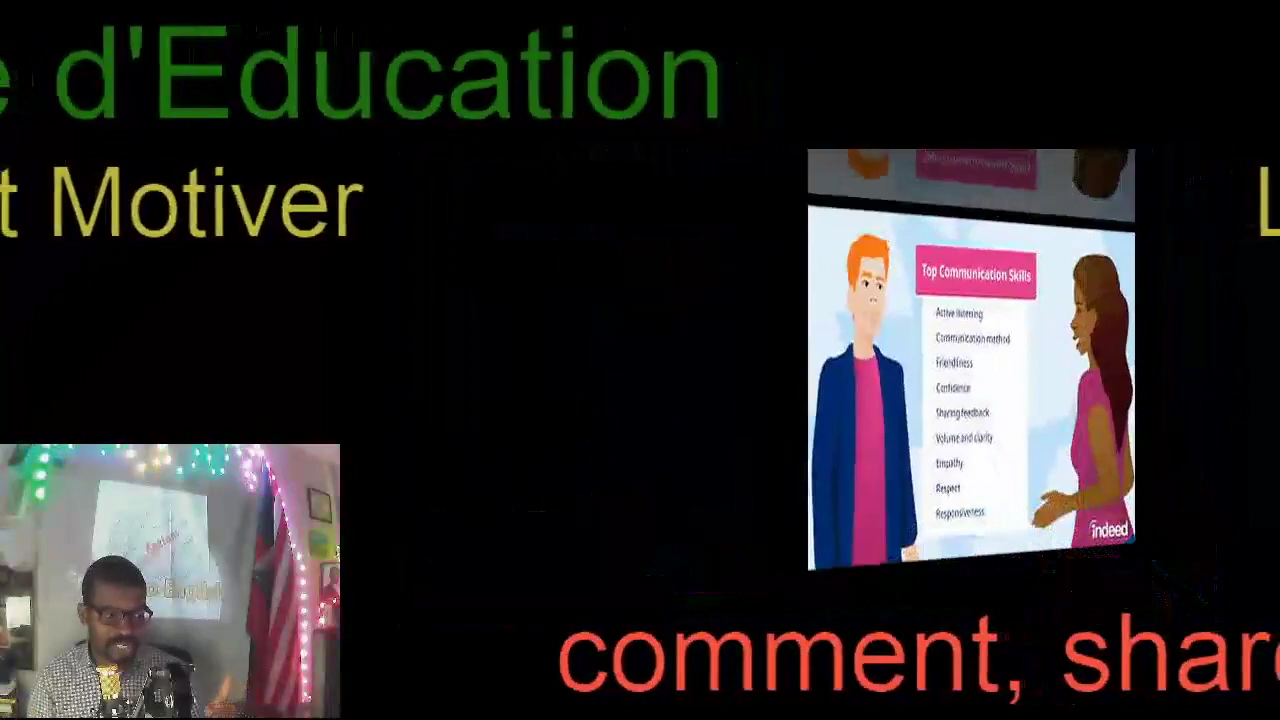 d'Education
t Motiver
Top Communication Skills
Active listening
Communication method
Friendliness
Confidence
Sharing feedback
Volume and clarity
Empathy
Respect
Responsiveness
indeed
comment, share